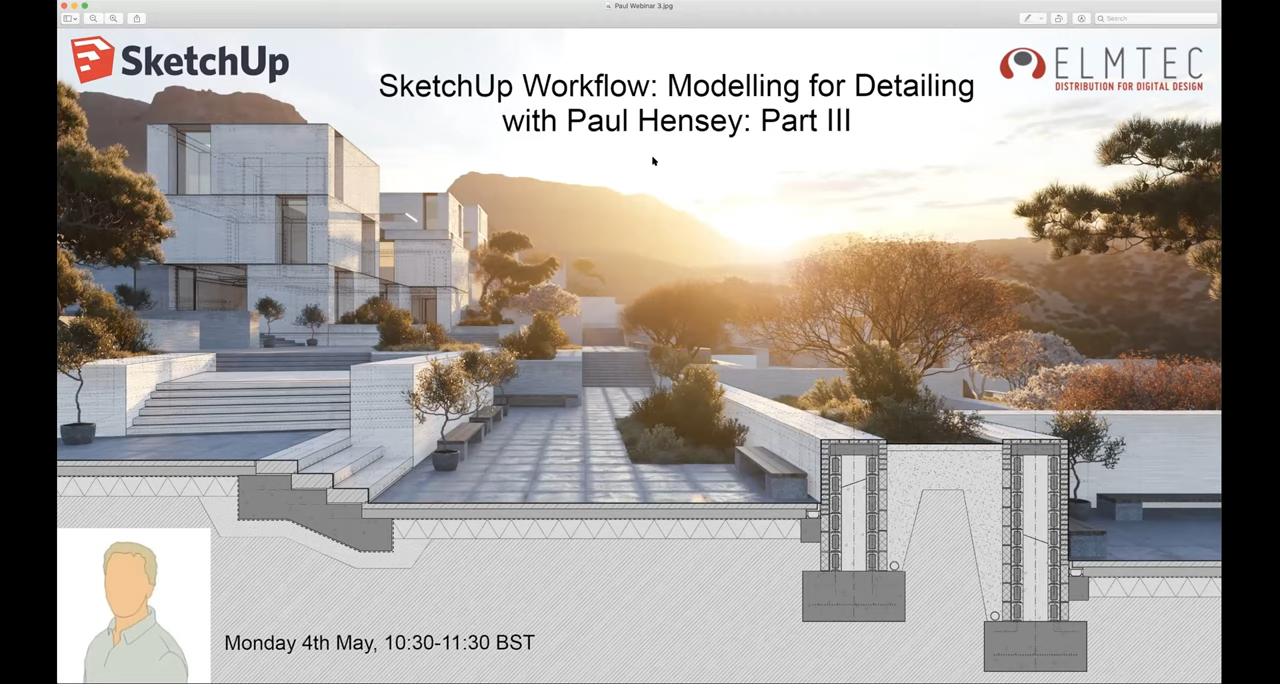 Paul Webinar 3.jpg
Search
SketchUp
ELMTEC
DISTRIBUTION FOR DIGITAL DESIGN
SketchUp Workflow: Modelling for Detailing
with Paul Hensey: Part III
Monday 4th May, 10:30-11:30 BST